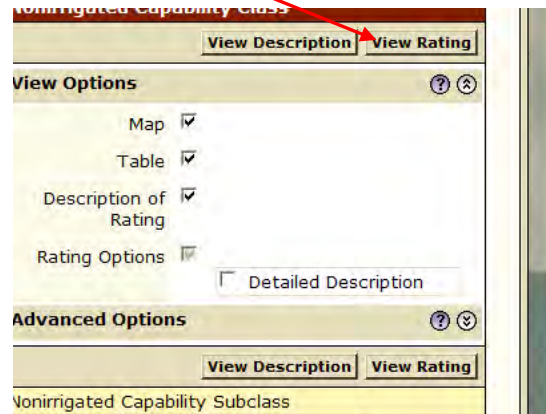 Nonirrigated Capability Class
View Description View Rating
View Options
Map
Table
Description of
Rating
Rating Options
Detailed Description
Advanced Options
View Description View Rating
Nonirrigated Capability Subclass